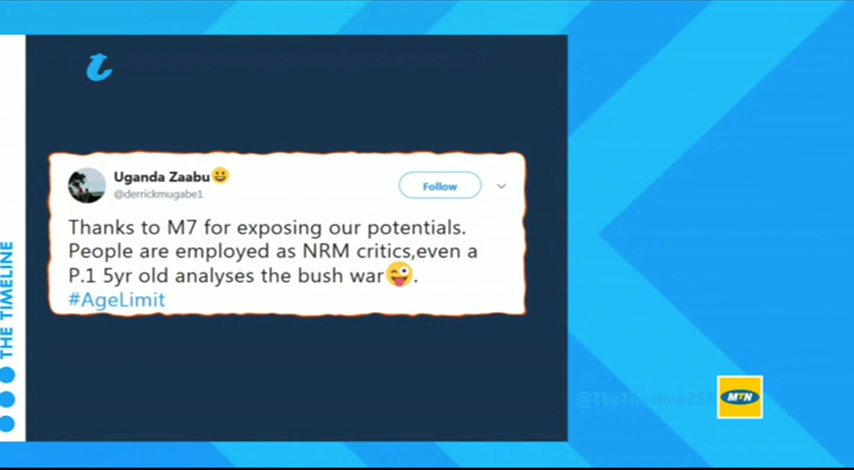 Uganda Zaabu
@derrickmugabe1
Follow
Thanks to M7 for exposing our potentials.
People are employed as NRM critics,even a
P.1 5yr old analyses the bush war.
#AgeLimit
THE TIMELINE
MTN